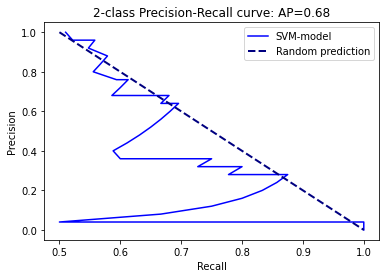 2-class Precision-Recall curve: AP=0.68
SVM-model
Random prediction
Precision
1.0
0.8
0.6
0.4
0.2
0.0
0.5
0.6
0.7
0.8
0.9
1.0
Recall